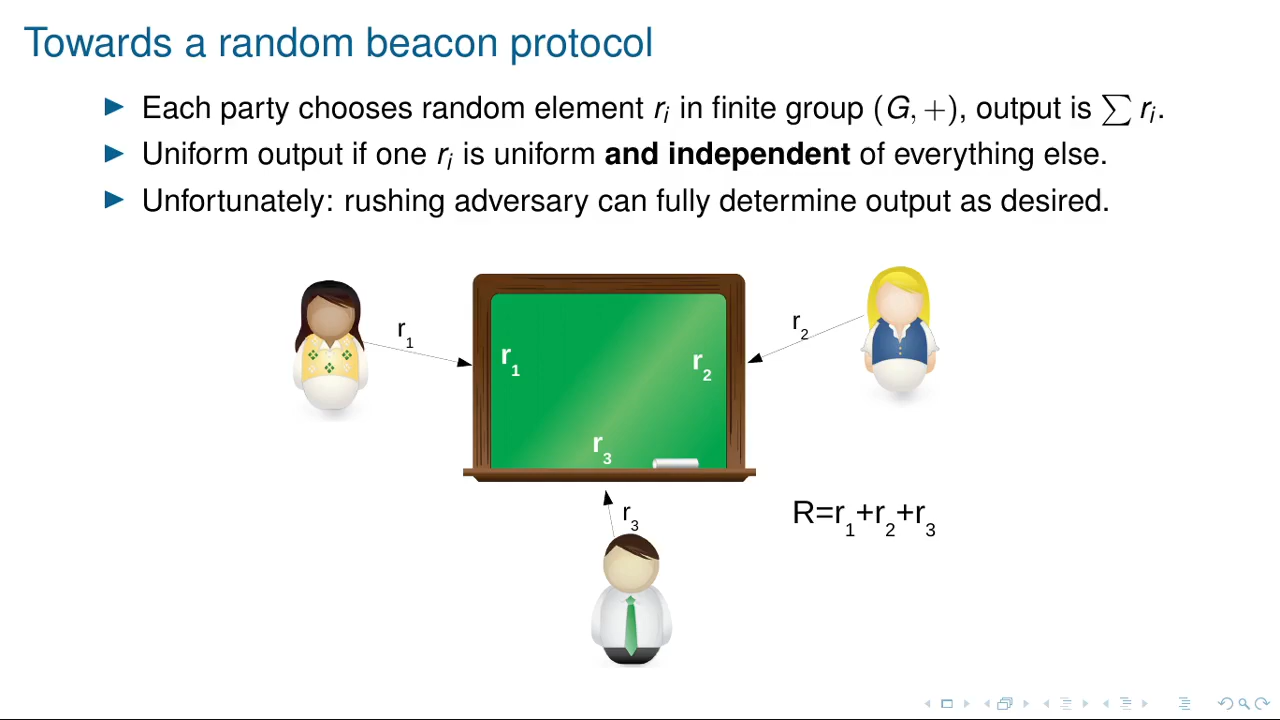 Towards a random beacon protocol
▶ Each party chooses random element rᵢ in finite group (G, +), output is ∑ rᵢ.
▶ Uniform output if one rᵢ is uniform and independent of everything else.
▶ Unfortunately: rushing adversary can fully determine output as desired.
r₁
r₂
r₁
r₂
r₃
r₃
R=r₁+r₂+r₃